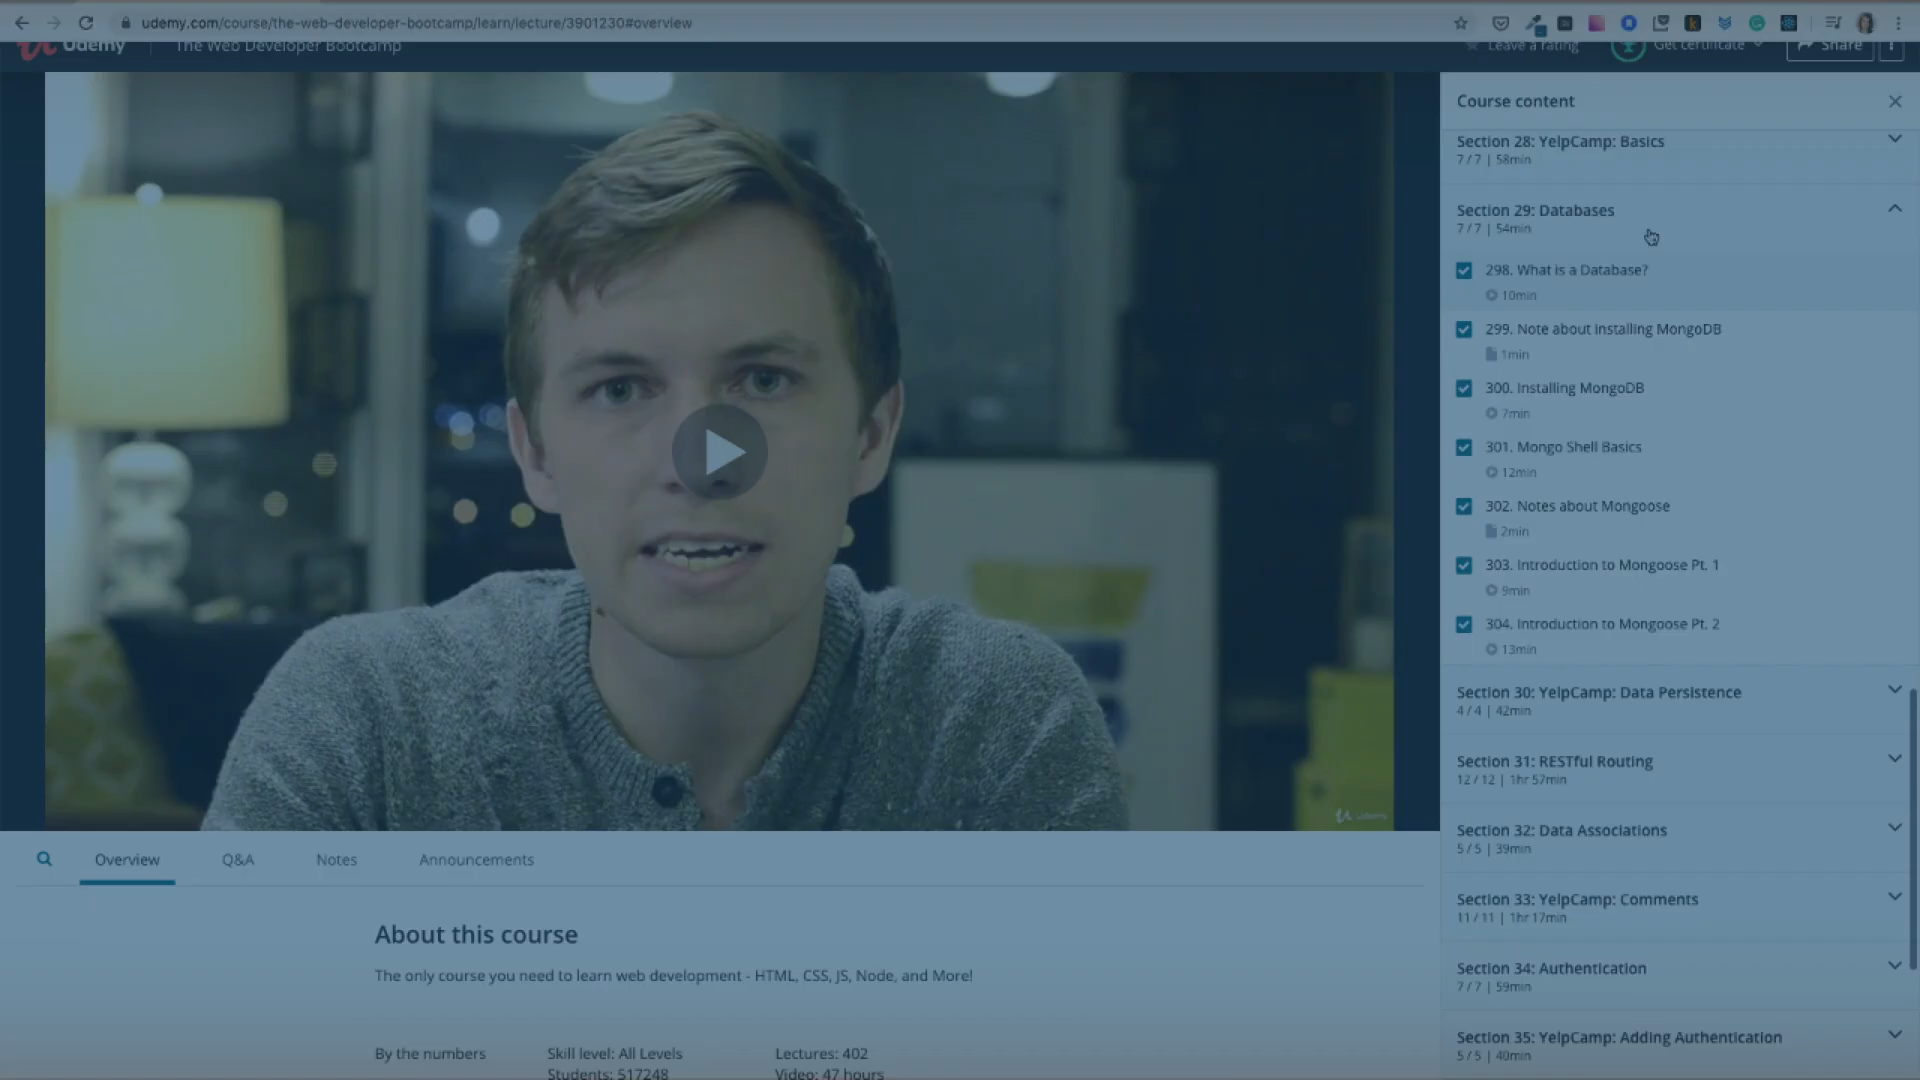 udemy.com/course/the-web-developer-bootcamp/learn/lecture/3901230#overview
Udemy
The Web Developer Bootcamp
Leave a rating
Get certificate
Share
Course content
Section 28: YelpCamp: Basics
7 / 7 | 58min
Section 29: Databases
7 / 7 | 54min
298. What is a Database?
10min
299. Note about installing MongoDB
1min
300. Installing MongoDB
7min
301. Mongo Shell Basics
12min
302. Notes about Mongoose
2min
303. Introduction to Mongoose Pt. 1
9min
304. Introduction to Mongoose Pt. 2
13min
Section 30: YelpCamp: Data Persistence
4 / 4 | 42min
Section 31: RESTful Routing
12 / 12 | 1hr 57min
Section 32: Data Associations
5 / 5 | 39min
Section 33: YelpCamp: Comments
11 / 11 | 1hr 17min
Section 34: Authentication
7 / 7 | 59min
Section 35: YelpCamp: Adding Authentication
5 / 5 | 40min
Udemy
Overview
Q&A
Notes
Announcements
About this course
The only course you need to learn web development - HTML, CSS, JS, Node, and More!
By the numbers
Skill level: All Levels
Lectures: 402
Students: 517248
Video: 47 hours